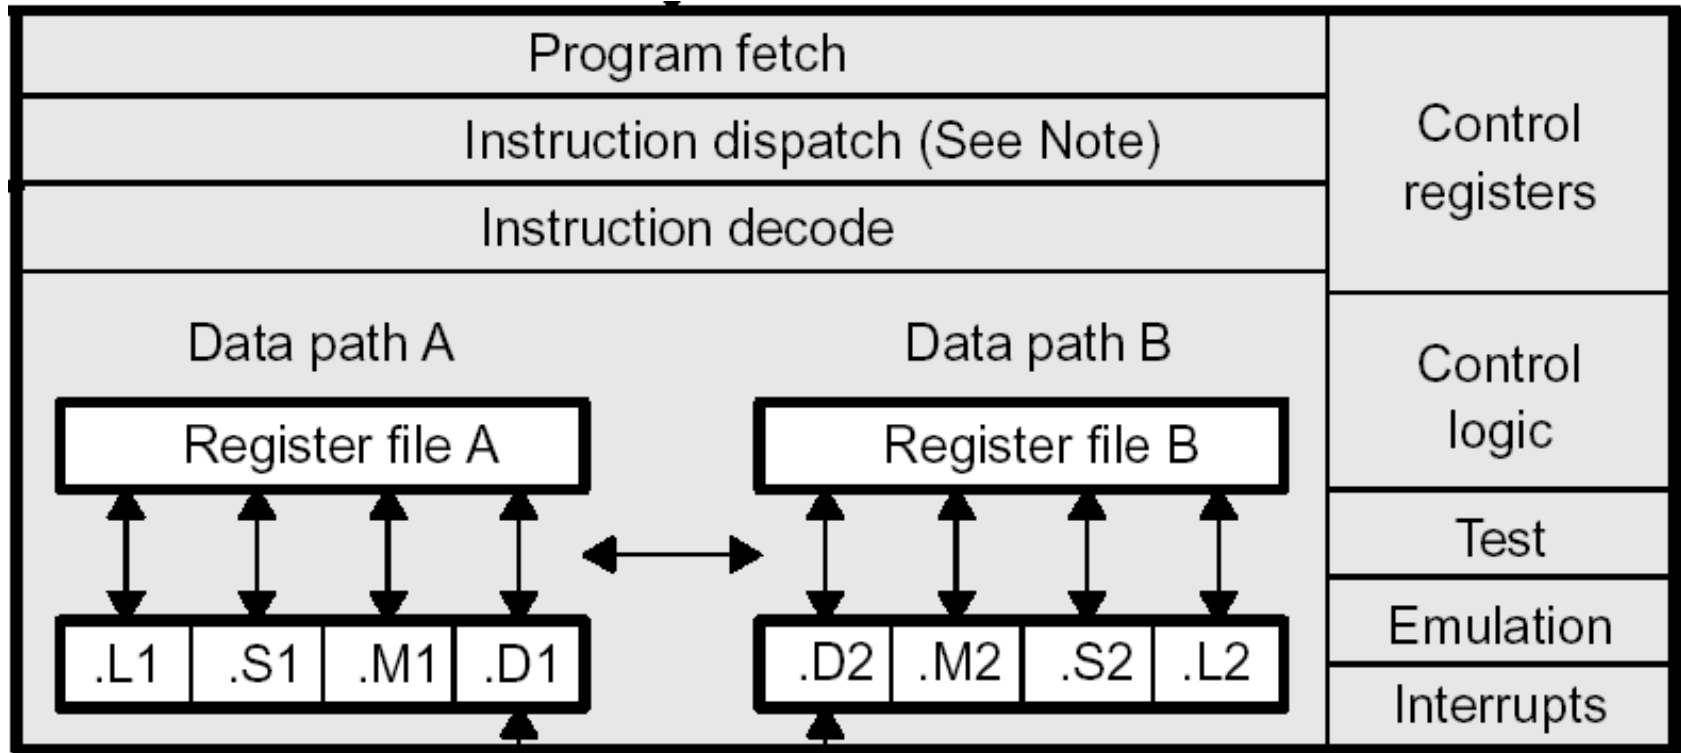 Program fetch
Instruction dispatch (See Note)
Instruction decode
Control
registers
Data path A
Data path B
Control
logic
Register file A
Register file B
Test
Emulation
Interrupts
.L1
.S1
.M1
.D1
.D2
.M2
.S2
.L2